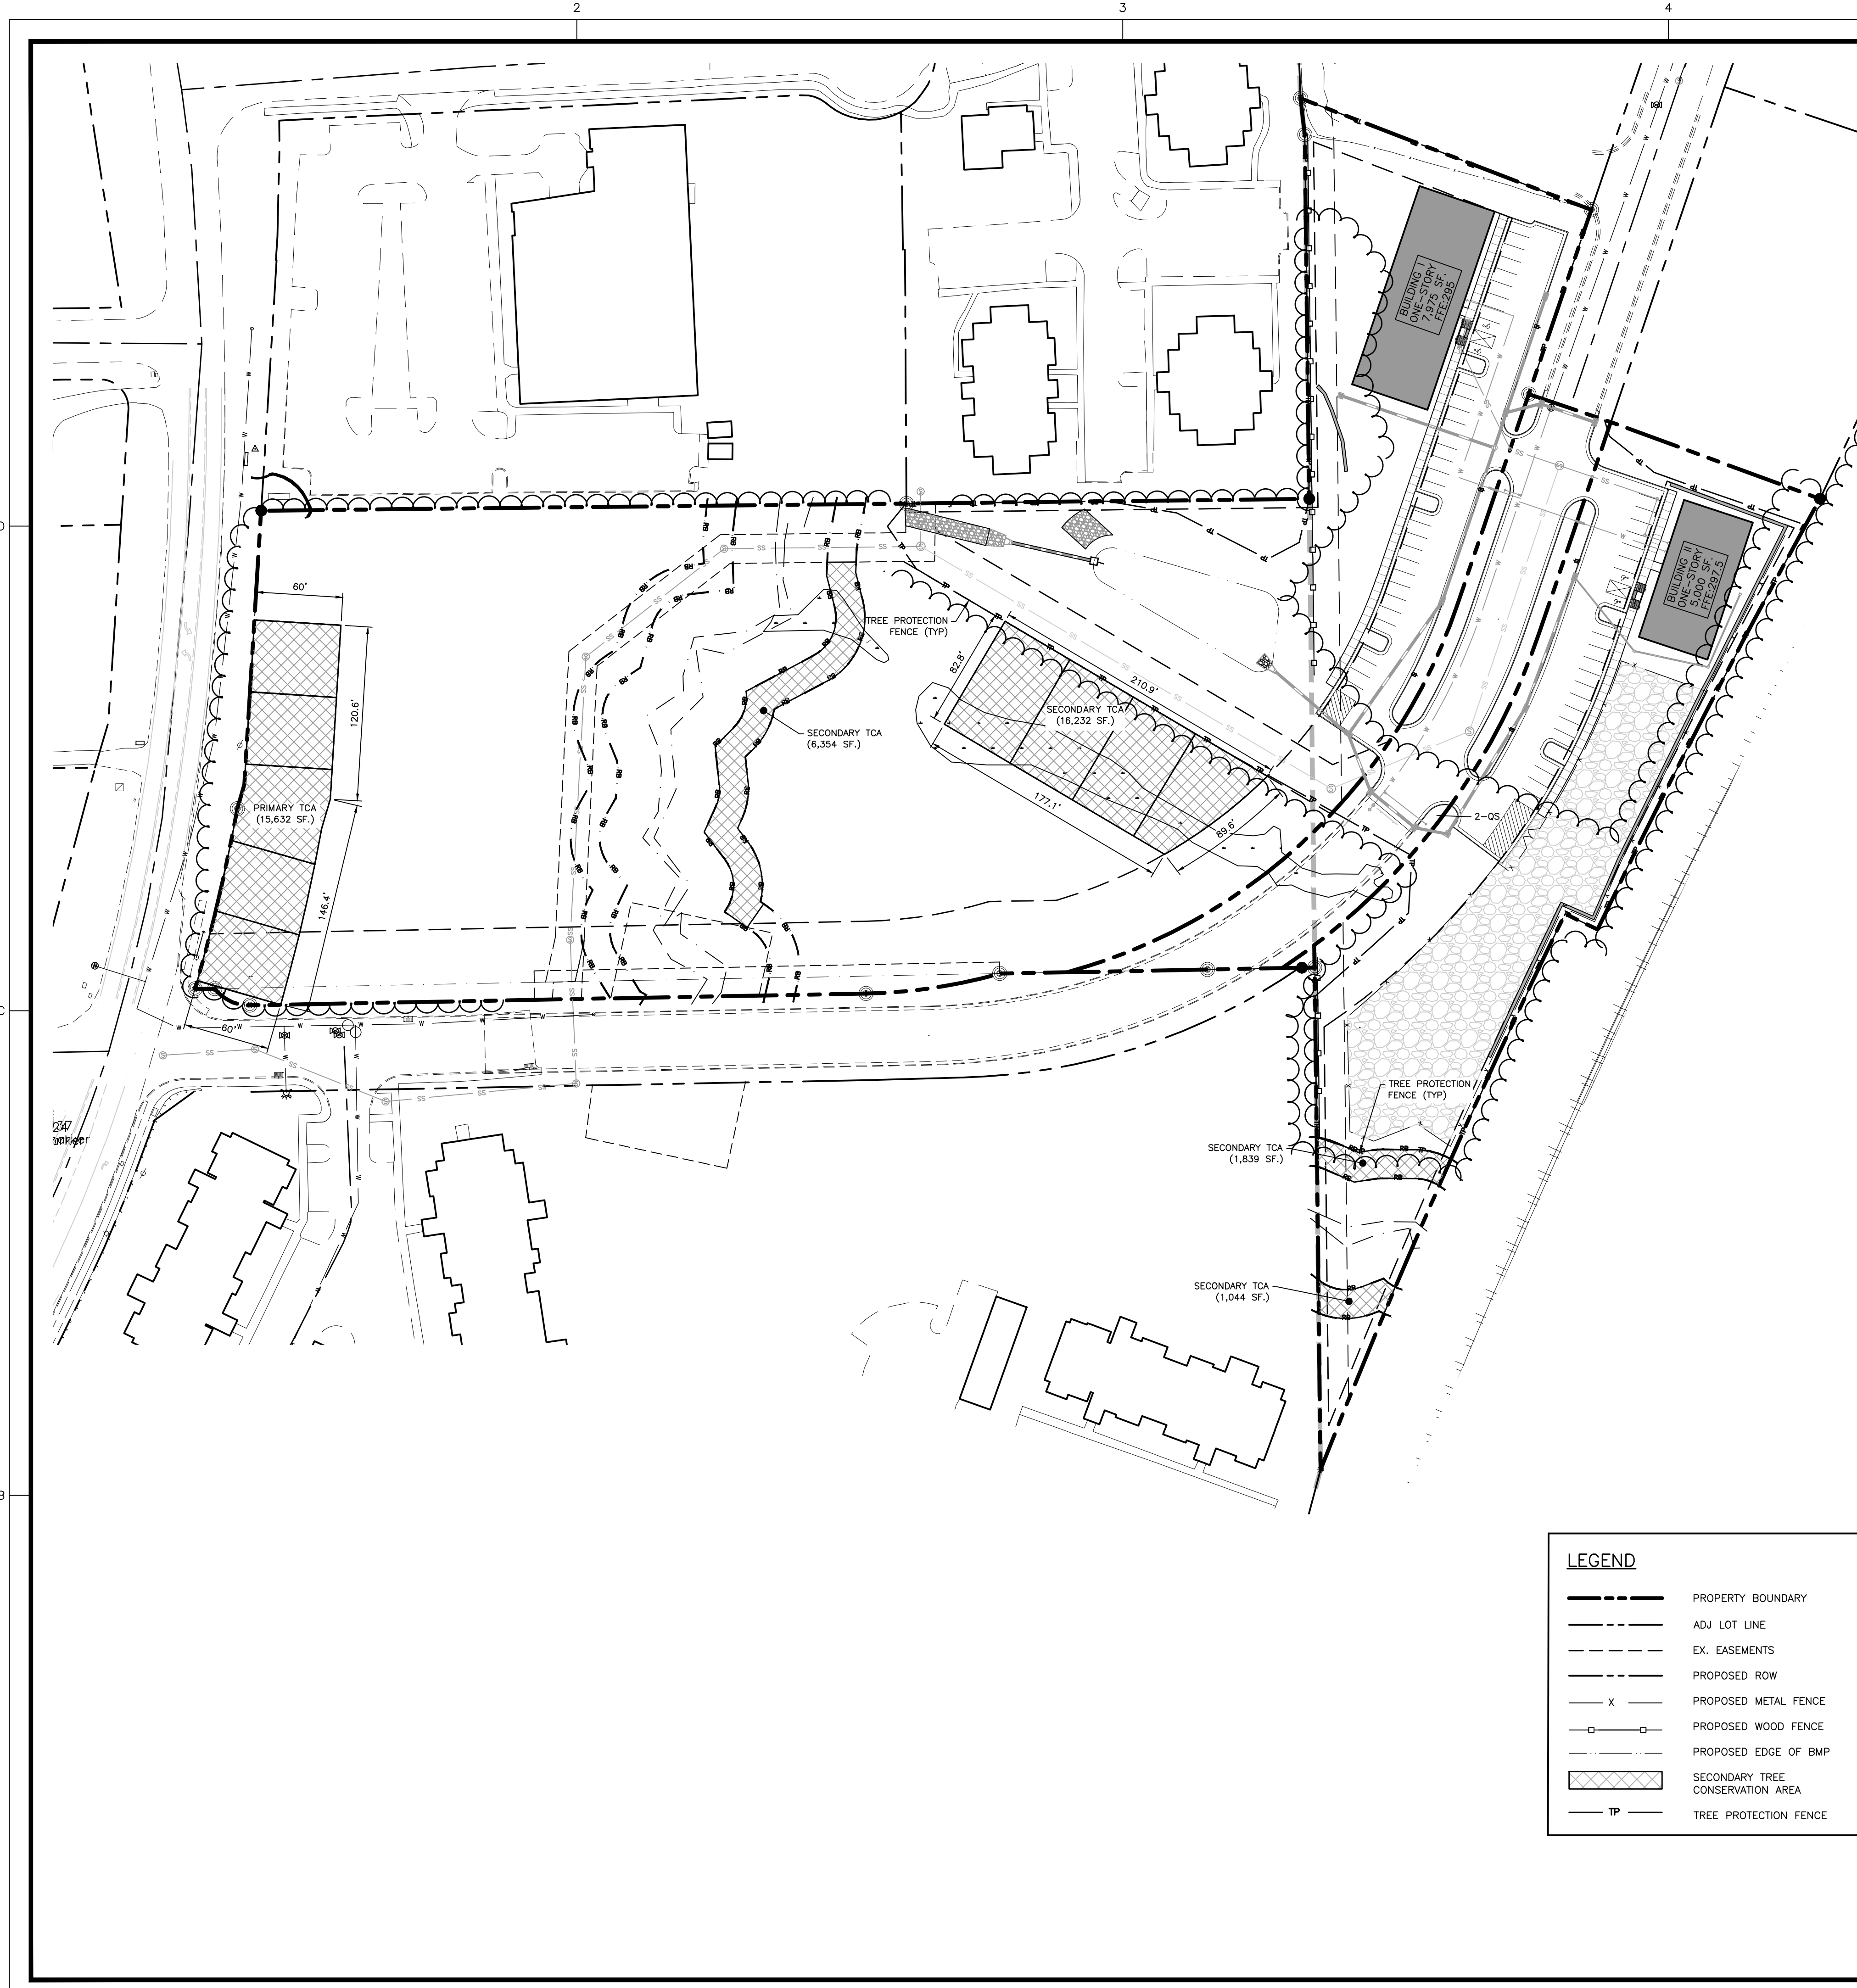 2
3
4
D
C
B
BUILDING I
ONE-STORY
7,975 SF.
FFE:295
BUILDING II
ONE-STORY
5,000 SF.
FFE:297.5
60'
120.6'
PRIMARY TCA
(15,632 SF.)
146.4'
60'
TREE PROTECTION
FENCE (TYP)
82.8'
210.9'
SECONDARY TCA
(16,232 SF.)
177.1'
89.6'
SECONDARY TCA
(6,354 SF.)
2-QS
TREE PROTECTION
FENCE (TYP)
SECONDARY TCA
(1,839 SF.)
SECONDARY TCA
(1,044 SF.)
LEGEND
PROPERTY BOUNDARY
ADJ LOT LINE
EX. EASEMENTS
PROPOSED ROW
X PROPOSED METAL FENCE
PROPOSED WOOD FENCE
PROPOSED EDGE OF BMP
SECONDARY TREE
CONSERVATION AREA
TP TREE PROTECTION FENCE